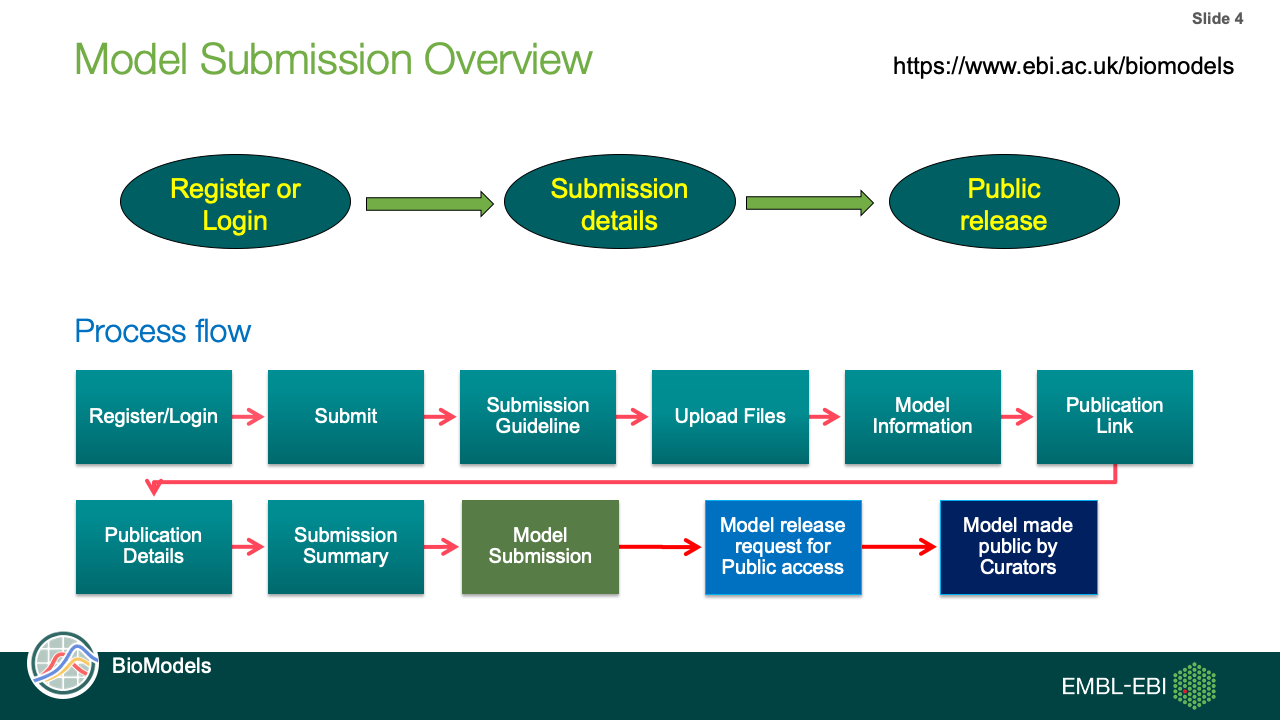 Slide 4
Model Submission Overview
https://www.ebi.ac.uk/biomodels
Register or
Login
Submission
details
Public
release
Process flow
Register/Login
Submit
Submission
Guideline
Upload Files
Model
Information
Publication
Link
Publication
Details
Submission
Summary
Model
Submission
Model release
request for
Public access
Model made
public by
Curators
BioModels
EMBL-EBI